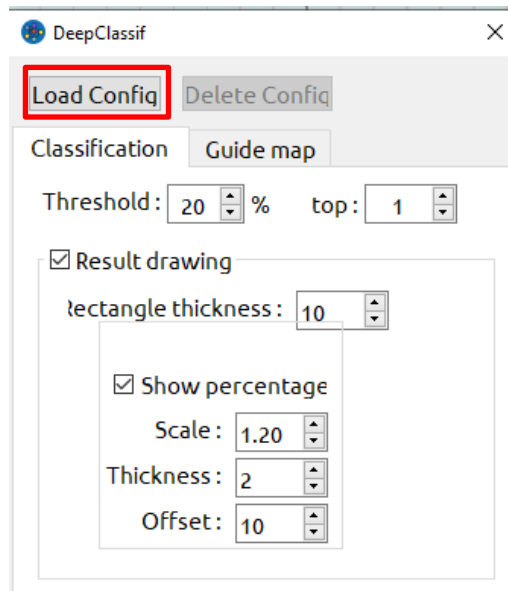 DeepClassif
Load Config Delete Config
Classification Guide map
Threshold: 20 % top: 1
Result drawing
Rectangle thickness: 10
Show percentage
Scale: 1.20
Thickness: 2
Offset: 10